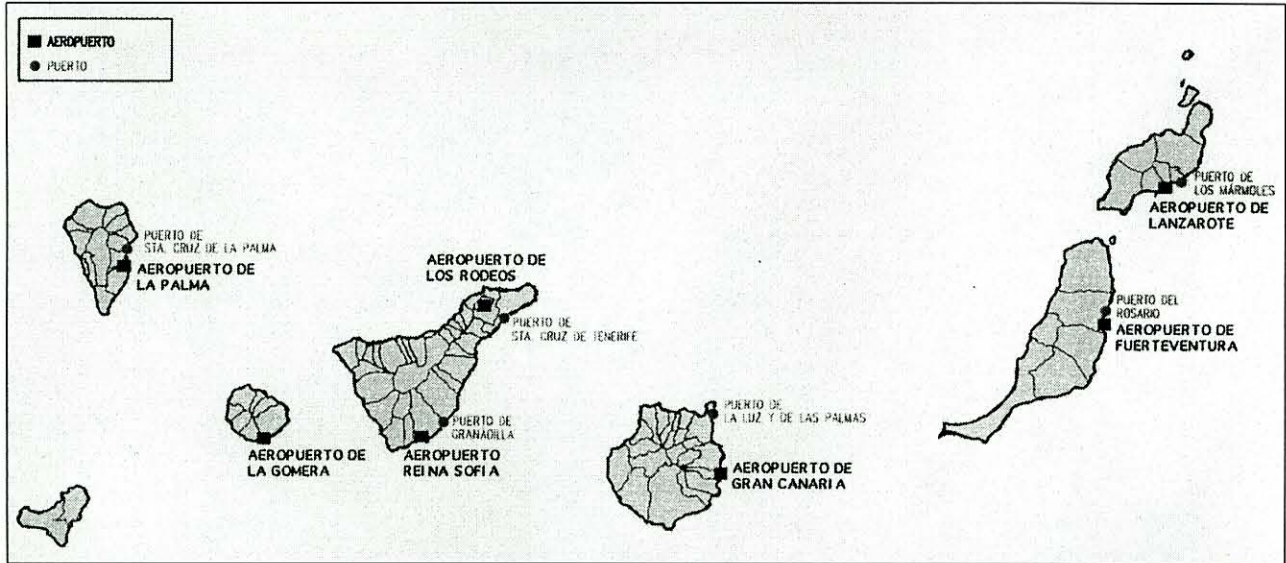 AEROPUERTO
PUERTO
PUERTO DE
LOS MÁRMOLES
AEROPUERTO DE
LANZAROTE
PUERTO DE
STA. CRUZ DE LA PALMA
AEROPUERTO DE
LA PALMA
AEROPUERTO DE
LOS RODEOS
PUERTO DE
STA. CRUZ DE TENERIFE
PUERTO DEL
ROSARIO
AEROPUERTO DE
FUERTEVENTURA
PUERTO DE
GRANADILLA
AEROPUERTO
REINA SOFIA
AEROPUERTO DE
LA GOMERA
PUERTO DE
LA LUZ Y DE LAS PALMAS
AEROPUERTO DE
GRAN CANARIA